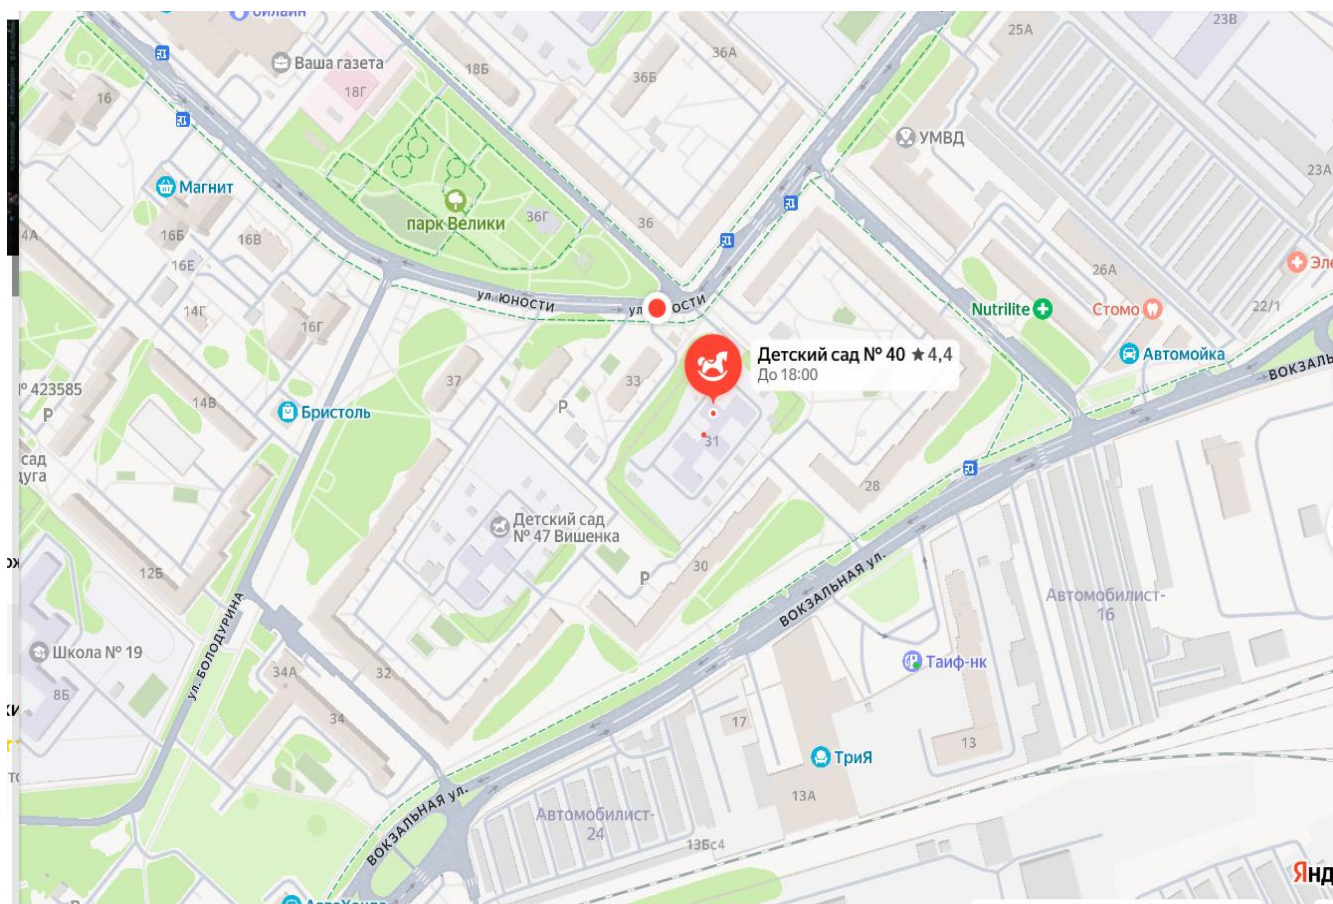 Билайн
23В
25А
Ваша газета
18Б
36Б
36А
18Г
16
УМВД
23А
Магнит
парк Велики
36Г
36
4А
16Б
16В
16Е
26А
14Г
16Г
ул. ЮНОСТИ
ОСТИ
Nutrilite
Стомо
22/1
Детский сад № 40 ★ 4,4
До 18:00
Автомойка
ВОКЗАЛЬ
37
33
Р
14В
№ 423585
Р
Бристоль
31
сад
28
Детский сад
№ 47 Вишенка
12Б
30
Р
ВОКЗАЛЬНАЯ ул.
Автомобилист-
16
ул. БОЛОДУРИНА
Школа № 19
8Б
34А
32
Таиф-нк
34
17
13
ТриЯ
13А
ВОКЗАЛЬНАЯ ул.
Автомобилист-
24
13Бс4
Янд